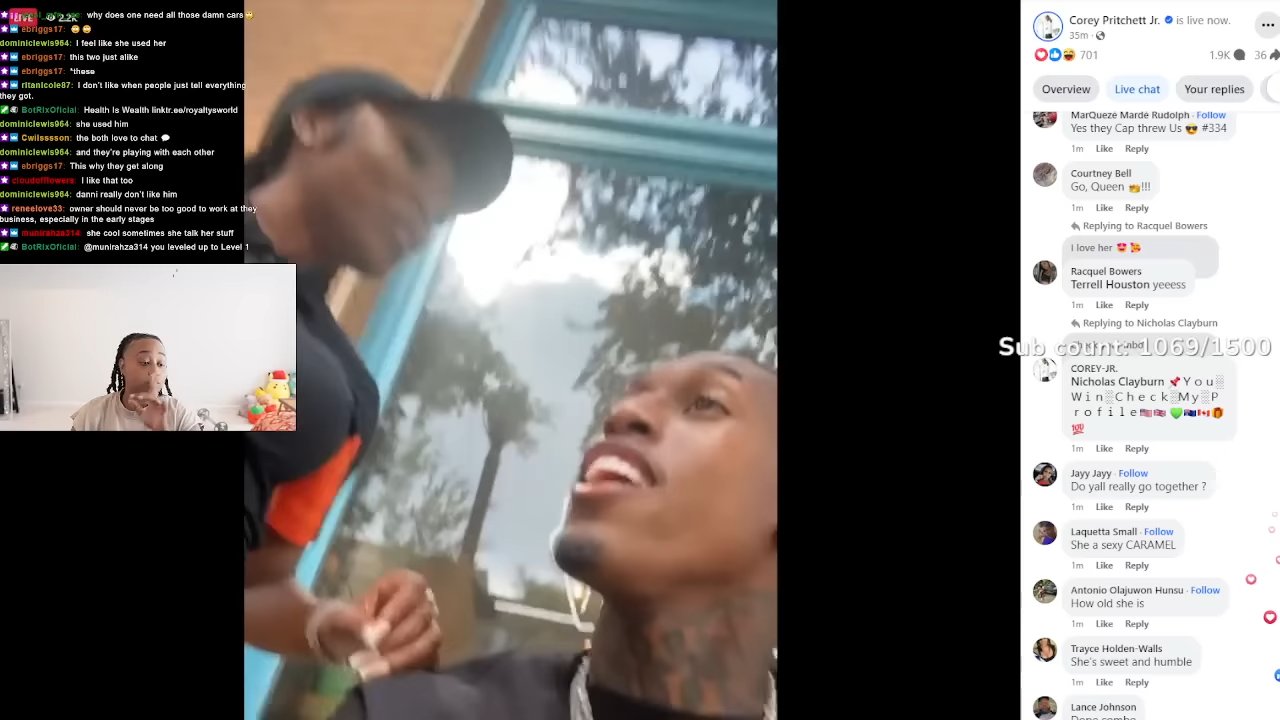 why does one need all those damn cars🙄
LIVE 2.2K
ebriggs17: 🙄 🙄
dominiclewis964: I feel like she used her
ebriggs17: this two just alike
ebriggs17: *these
ritanicole87: I don't like when people just tell everything
they got.
BotRixOficial: Health Is Wealth linktr.ee/royaltysworld
dominiclewis964: she used him
Cwilsssson: the both love to chat 💬
dominiclewis964: and they're playing with each other
ebriggs17: This why they get along
cloudofflowers: I like that too
dominiclewis964: danni really don't like him
reneelove33: owner should never be too good to work at they
business, especially in the early stages
munirahza314: she cool sometimes she talk her stuff
BotRixOficial: @munirahza314 you leveled up to Level 1
Corey Pritchett Jr. is live now.
35m ·
701
1.9K 36
Overview Live chat Your replies
MarQueze Mardé Rudolph · Follow
Yes they Cap threw Us 😎 #334
1m Like Reply
Courtney Bell
Go, Queen 👏!!!
1m Like Reply
Replying to Racquel Bowers
I love her 😍 🥰
Racquel Bowers
Terrell Houston yeeess
1m Like Reply
Replying to Nicholas Clayburn
Sub count: 1069/1500
COREY-JR.
Nicholas Clayburn 📌 Y o u ░
W i n ░ C h e c k ░ M y ░ P
r o f i l e 🇺🇸🇬🇧 💚🇦🇺🇨🇦🎁
💯
1m Like Reply
Jayy Jayy · Follow
Do yall really go together ?
1m Like Reply
Laquetta Small · Follow
She a sexy CARAMEL
1m Like Reply
Antonio Olajuwon Hunsu · Follow
How old she is
1m Like Reply
Trayce Holden-Walls
She's sweet and humble
1m Like Reply
Lance Johnson
Dope combo